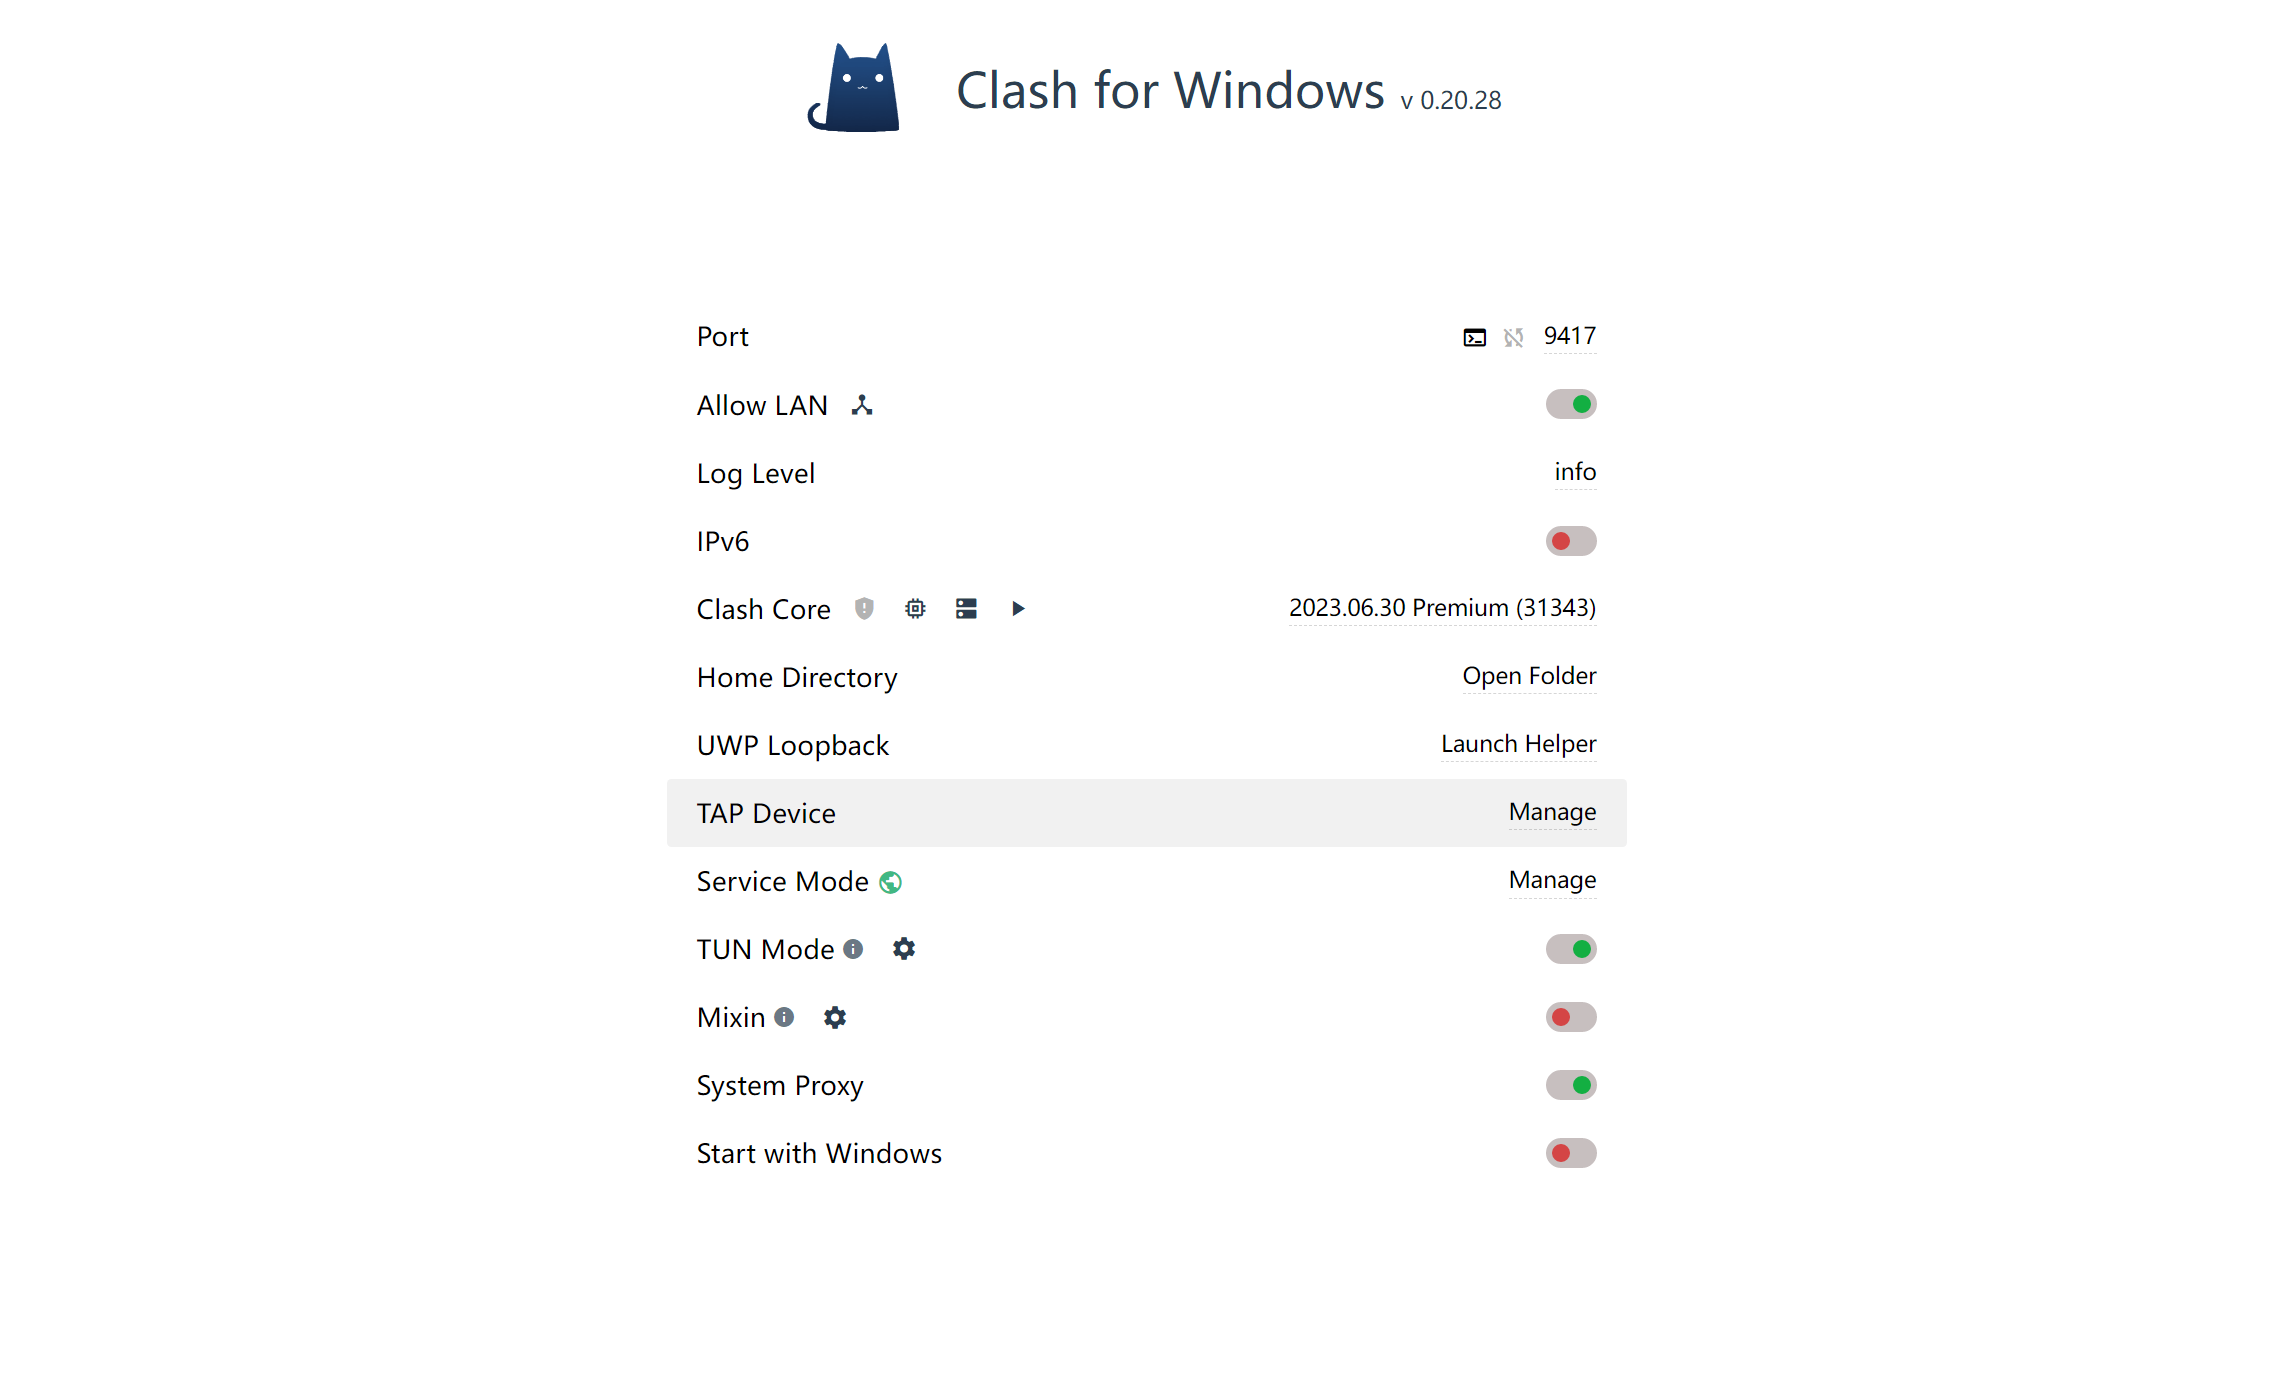 Clash for Windows v 0.20.28
Port 9417
Allow LAN
Log Level info
IPv6
Clash Core 2023.06.30 Premium (31343)
Home Directory Open Folder
UWP Loopback Launch Helper
TAP Device Manage
Service Mode Manage
TUN Mode
Mixin
System Proxy
Start with Windows